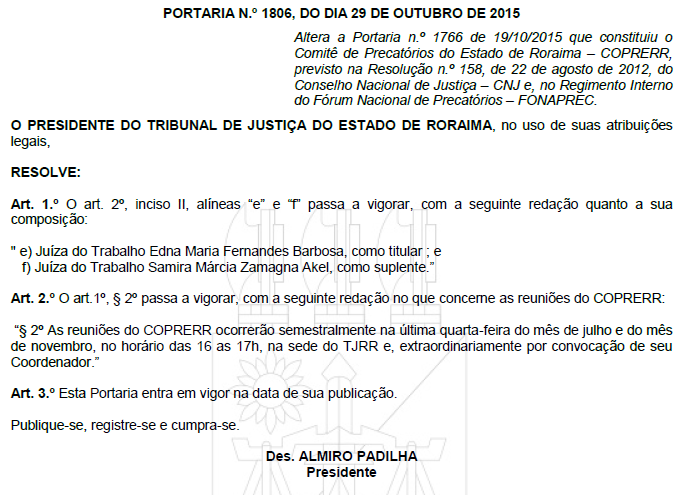 PORTARIA N.º 1806, DO DIA 29 DE OUTUBRO DE 2015
Altera a Portaria n.º 1766 de 19/10/2015 que constituiu o
Comitê de Precatórios do Estado de Roraima – COPRERR,
previsto na Resolução n.º 158, de 22 de agosto de 2012, do
Conselho Nacional de Justiça – CNJ e, no Regimento Interno
do Fórum Nacional de Precatórios – FONAPREC.
O PRESIDENTE DO TRIBUNAL DE JUSTIÇA DO ESTADO DE RORAIMA, no uso de suas atribuições
legais,
RESOLVE:
Art. 1.º O art. 2º, inciso II, alíneas “e” e “f” passa a vigorar, com a seguinte redação quanto a sua
composição:
" e) Juíza do Trabalho Edna Maria Fernandes Barbosa, como titular ; e
f) Juíza do Trabalho Samira Márcia Zamagna Akel, como suplente.”
Art. 2.º O art.1º, § 2º passa a vigorar, com a seguinte redação no que concerne as reuniões do COPRERR:
“§ 2º As reuniões do COPRERR ocorrerão semestralmente na última quarta-feira do mês de julho e do mês
de novembro, no horário das 16 as 17h, na sede do TJRR e, extraordinariamente por convocação de seu
Coordenador.”
Art. 3.º Esta Portaria entra em vigor na data de sua publicação.
Publique-se, registre-se e cumpra-se.
Des. ALMIRO PADILHA
Presidente